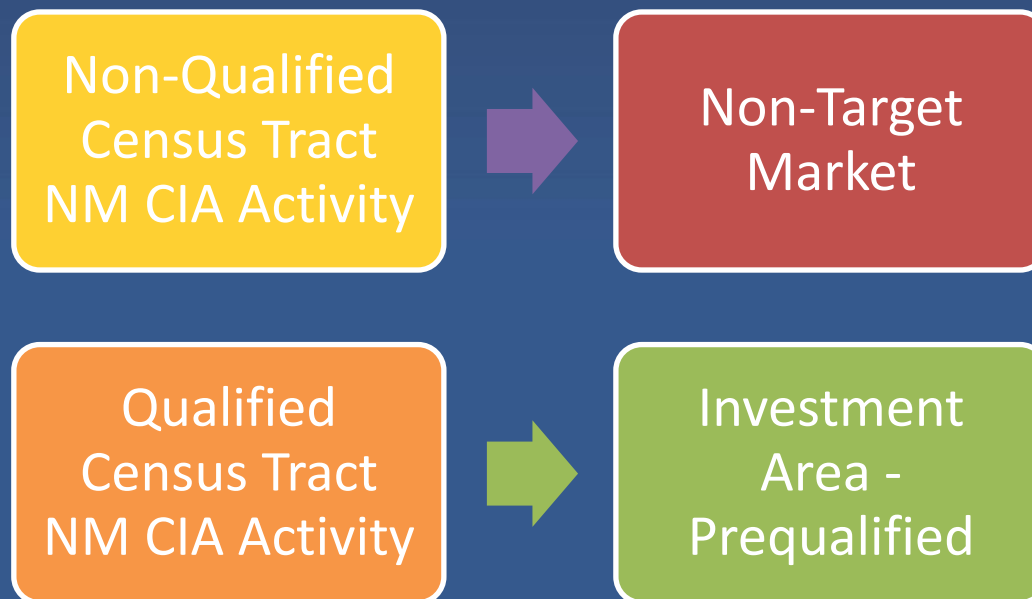 Non-Qualified
Census Tract
NM CIA Activity
Non-Target
Market
Qualified
Census Tract
NM CIA Activity
Investment
Area -
Prequalified